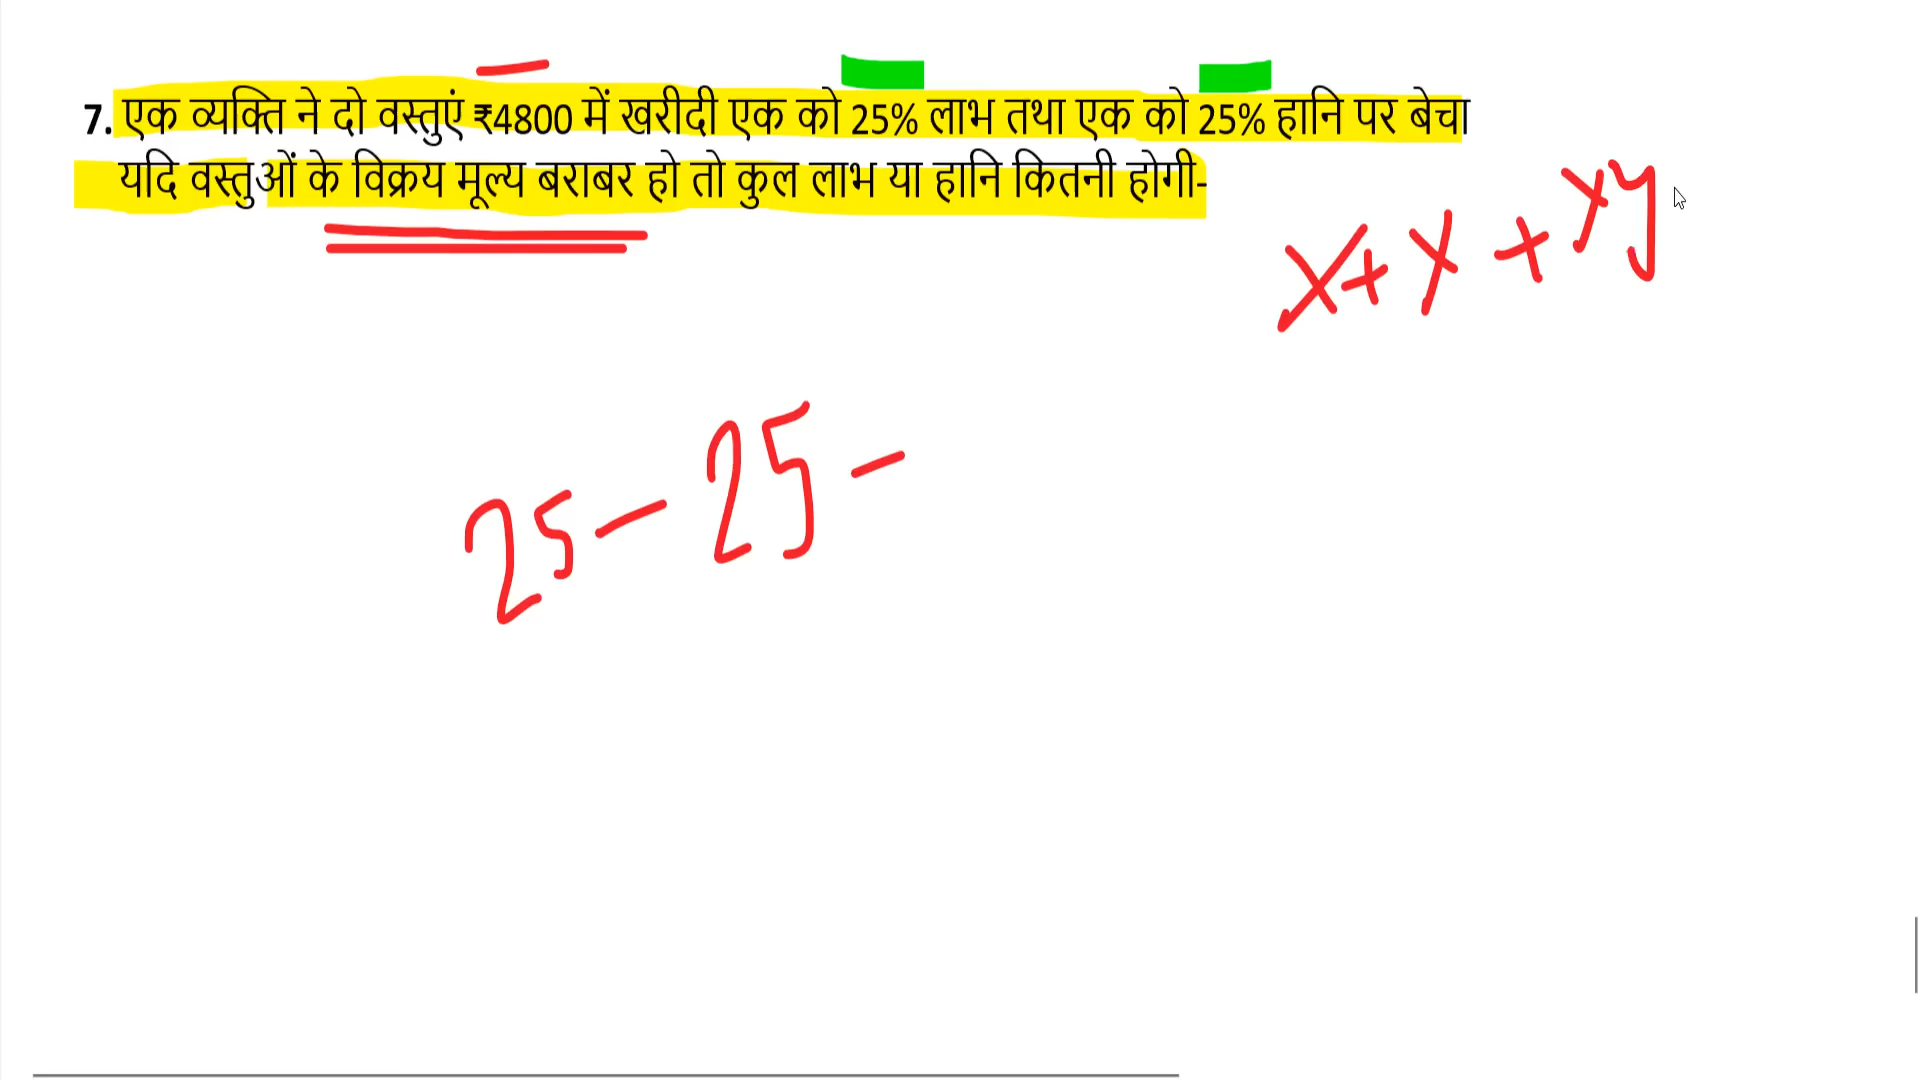 7. एक व्यक्ति ने दो वस्तुएं ₹4800 में खरीदी एक को 25% लाभ तथा एक को 25% हानि पर बेचा
यदि वस्तुओं के विक्रय मूल्य बराबर हो तो कुल लाभ या हानि कितनी होगी-
x+x+xy
25-25-